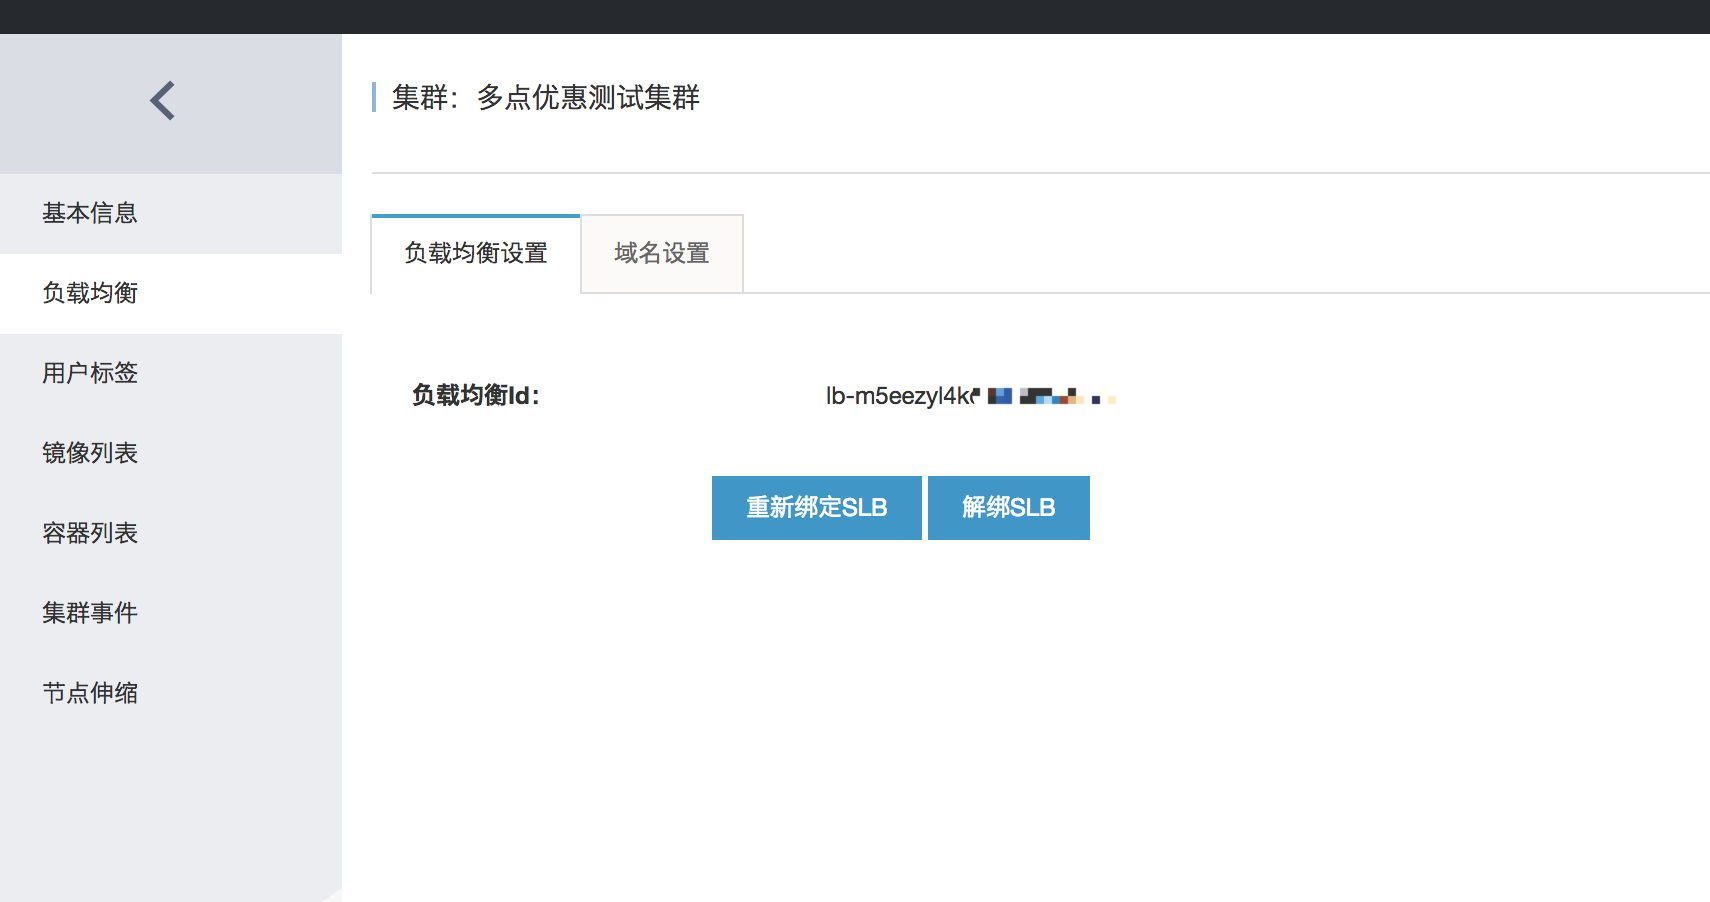 集群：多点优惠测试集群
基本信息
负载均衡
用户标签
镜像列表
容器列表
集群事件
节点伸缩
负载均衡设置
域名设置
负载均衡Id：
lb-m5eezyl4k
重新绑定SLB
解绑SLB